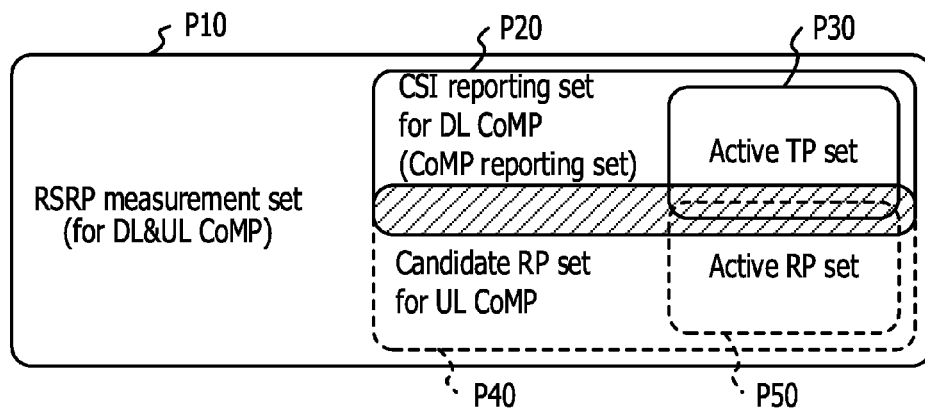 P10
P20
P30
CSI reporting set
for DL CoMP
(CoMP reporting set)
Active TP set
RSRP measurement set
(for DL&UL CoMP)
Candidate RP set
for UL CoMP
Active RP set
P40
P50